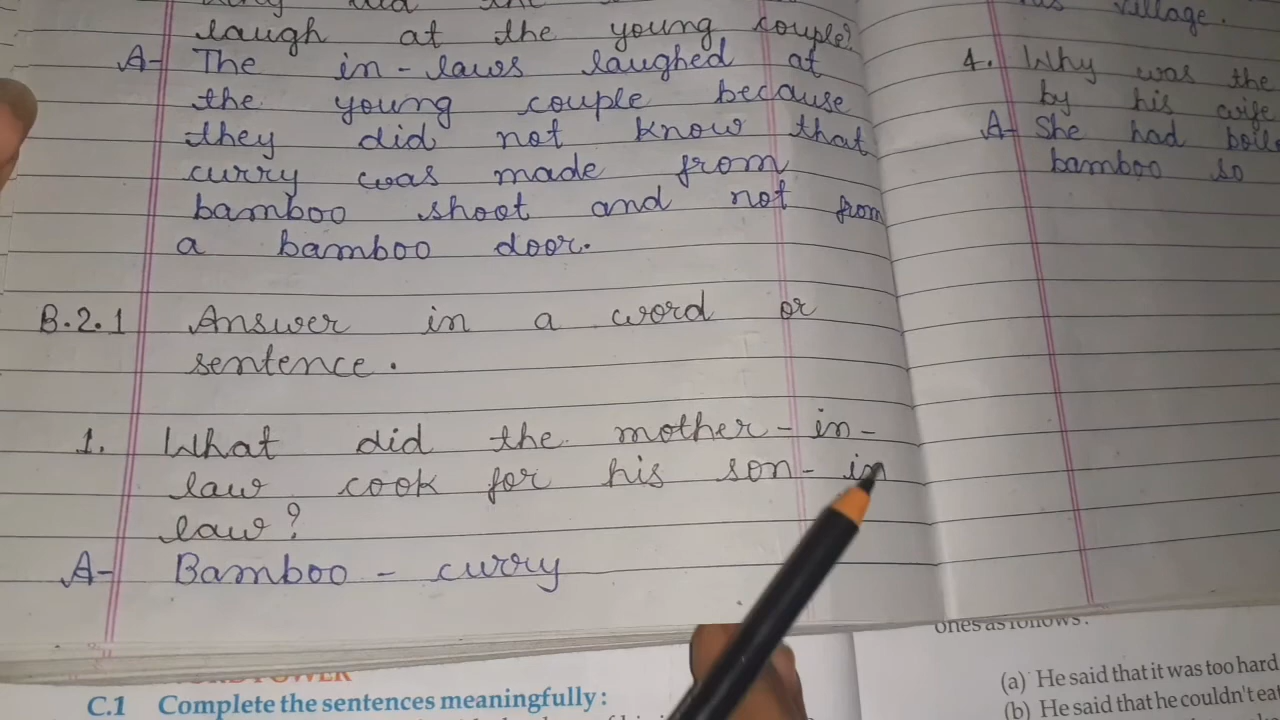 laugh at the young couple?
A- The in-laws laughed at
the young couple because
they did not know that
curry was made from
bamboo shoot and not from
a bamboo door.
B.2.1 Answer in a word or
sentence.
1. What did the mother-in-
law cook for his son-in
law?
A- Bamboo - curry
village.
4. Why was the
by his wife
A- She had
bamboo so
ones as follows:
(a) He said that it was too hard
(b) He said that he couldn't eat
C.1 Complete the sentences meaningfully: